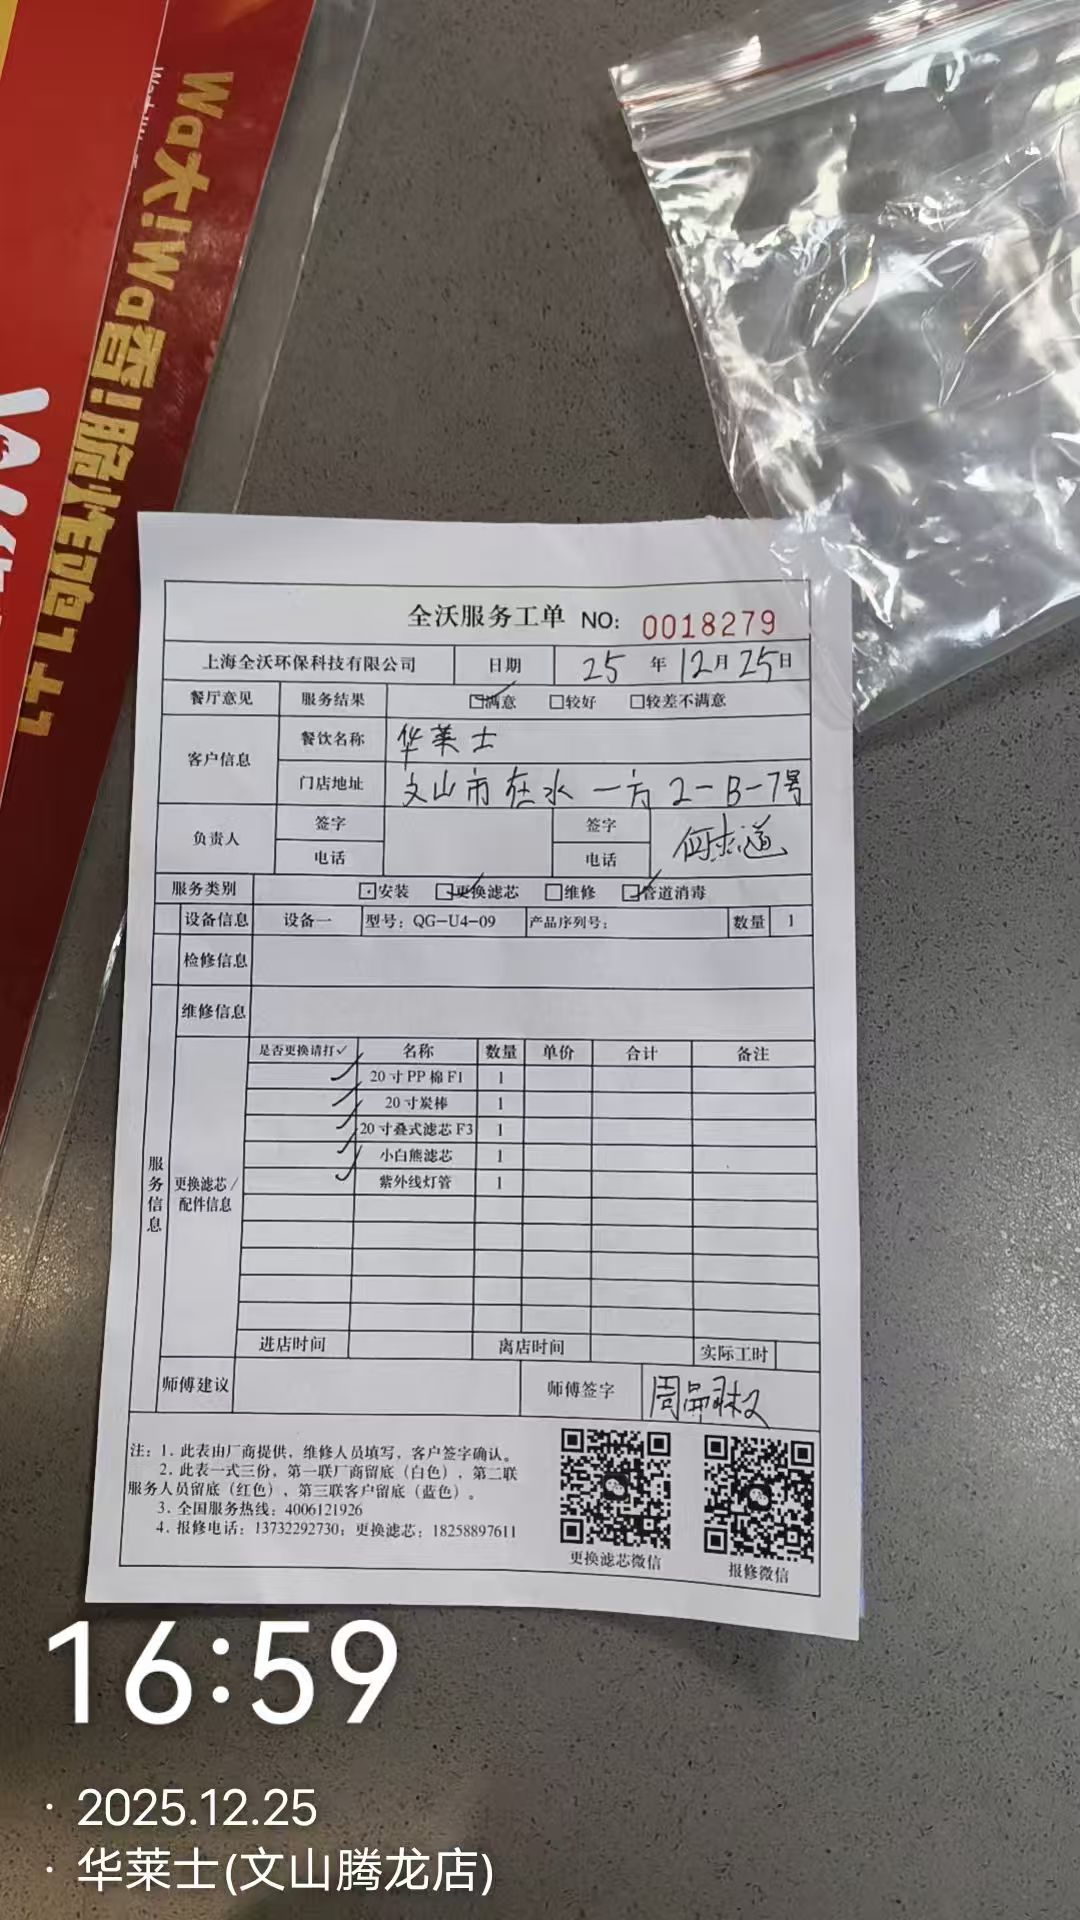 Wa大!Wa香!脆炸鸡1+1
全沃服务工单 NO: 0018279
上海全沃环保科技有限公司 日期 25 年 12 月 25 日
餐厅意见 服务结果 满意 较好 较差不满意
客户信息 餐饮名称 华莱士
门店地址 文山市在水一方2-B-7号
负责人 签字 签字
电话 电话
服务类别 安装 更换滤芯 维修 管道消毒
设备信息 设备一 型号: QG-U4-09 产品序列号: 数量 1
检修信息
维修信息
服务信息
更换滤芯/配件信息
是否更换请打✓ 名称 数量 单价 合计 备注
✓ 20寸PP棉F1 1
✓ 20寸炭棒 1
✓ 20寸叠式滤芯F3 1
✓ 小白熊滤芯 1
✓ 紫外线灯管 1
进店时间 离店时间 实际工时
师傅建议 师傅签字
注: 1. 此表由厂商提供, 维修人员填写, 客户签字确认。
2. 此表一式三份, 第一联厂商留底(白色), 第二联
服务人员留底(红色), 第三联客户留底(蓝色)。
3. 全国服务热线: 4006121926
4. 报修电话: 13732292730; 更换滤芯: 18258897611
更换滤芯微信 报修微信
16:59
· 2025.12.25
· 华莱士(文山腾龙店)